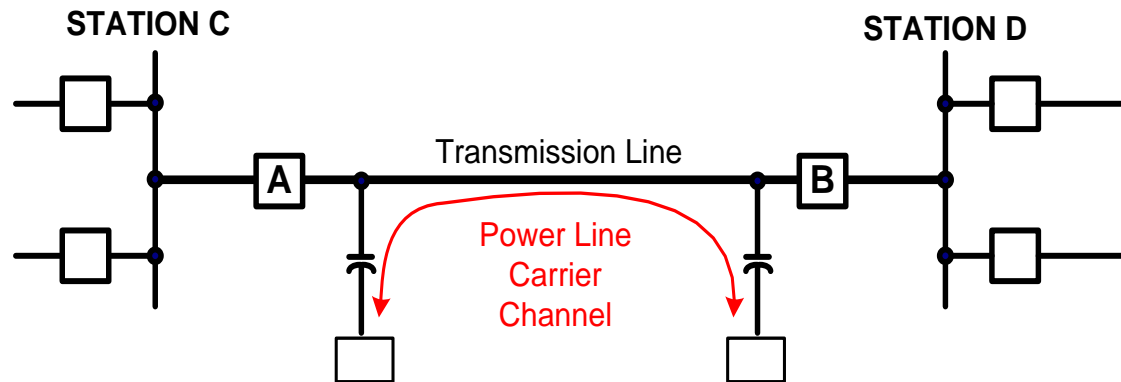 STATION C
STATION D
Transmission Line
A
B
Power Line
Carrier
Channel